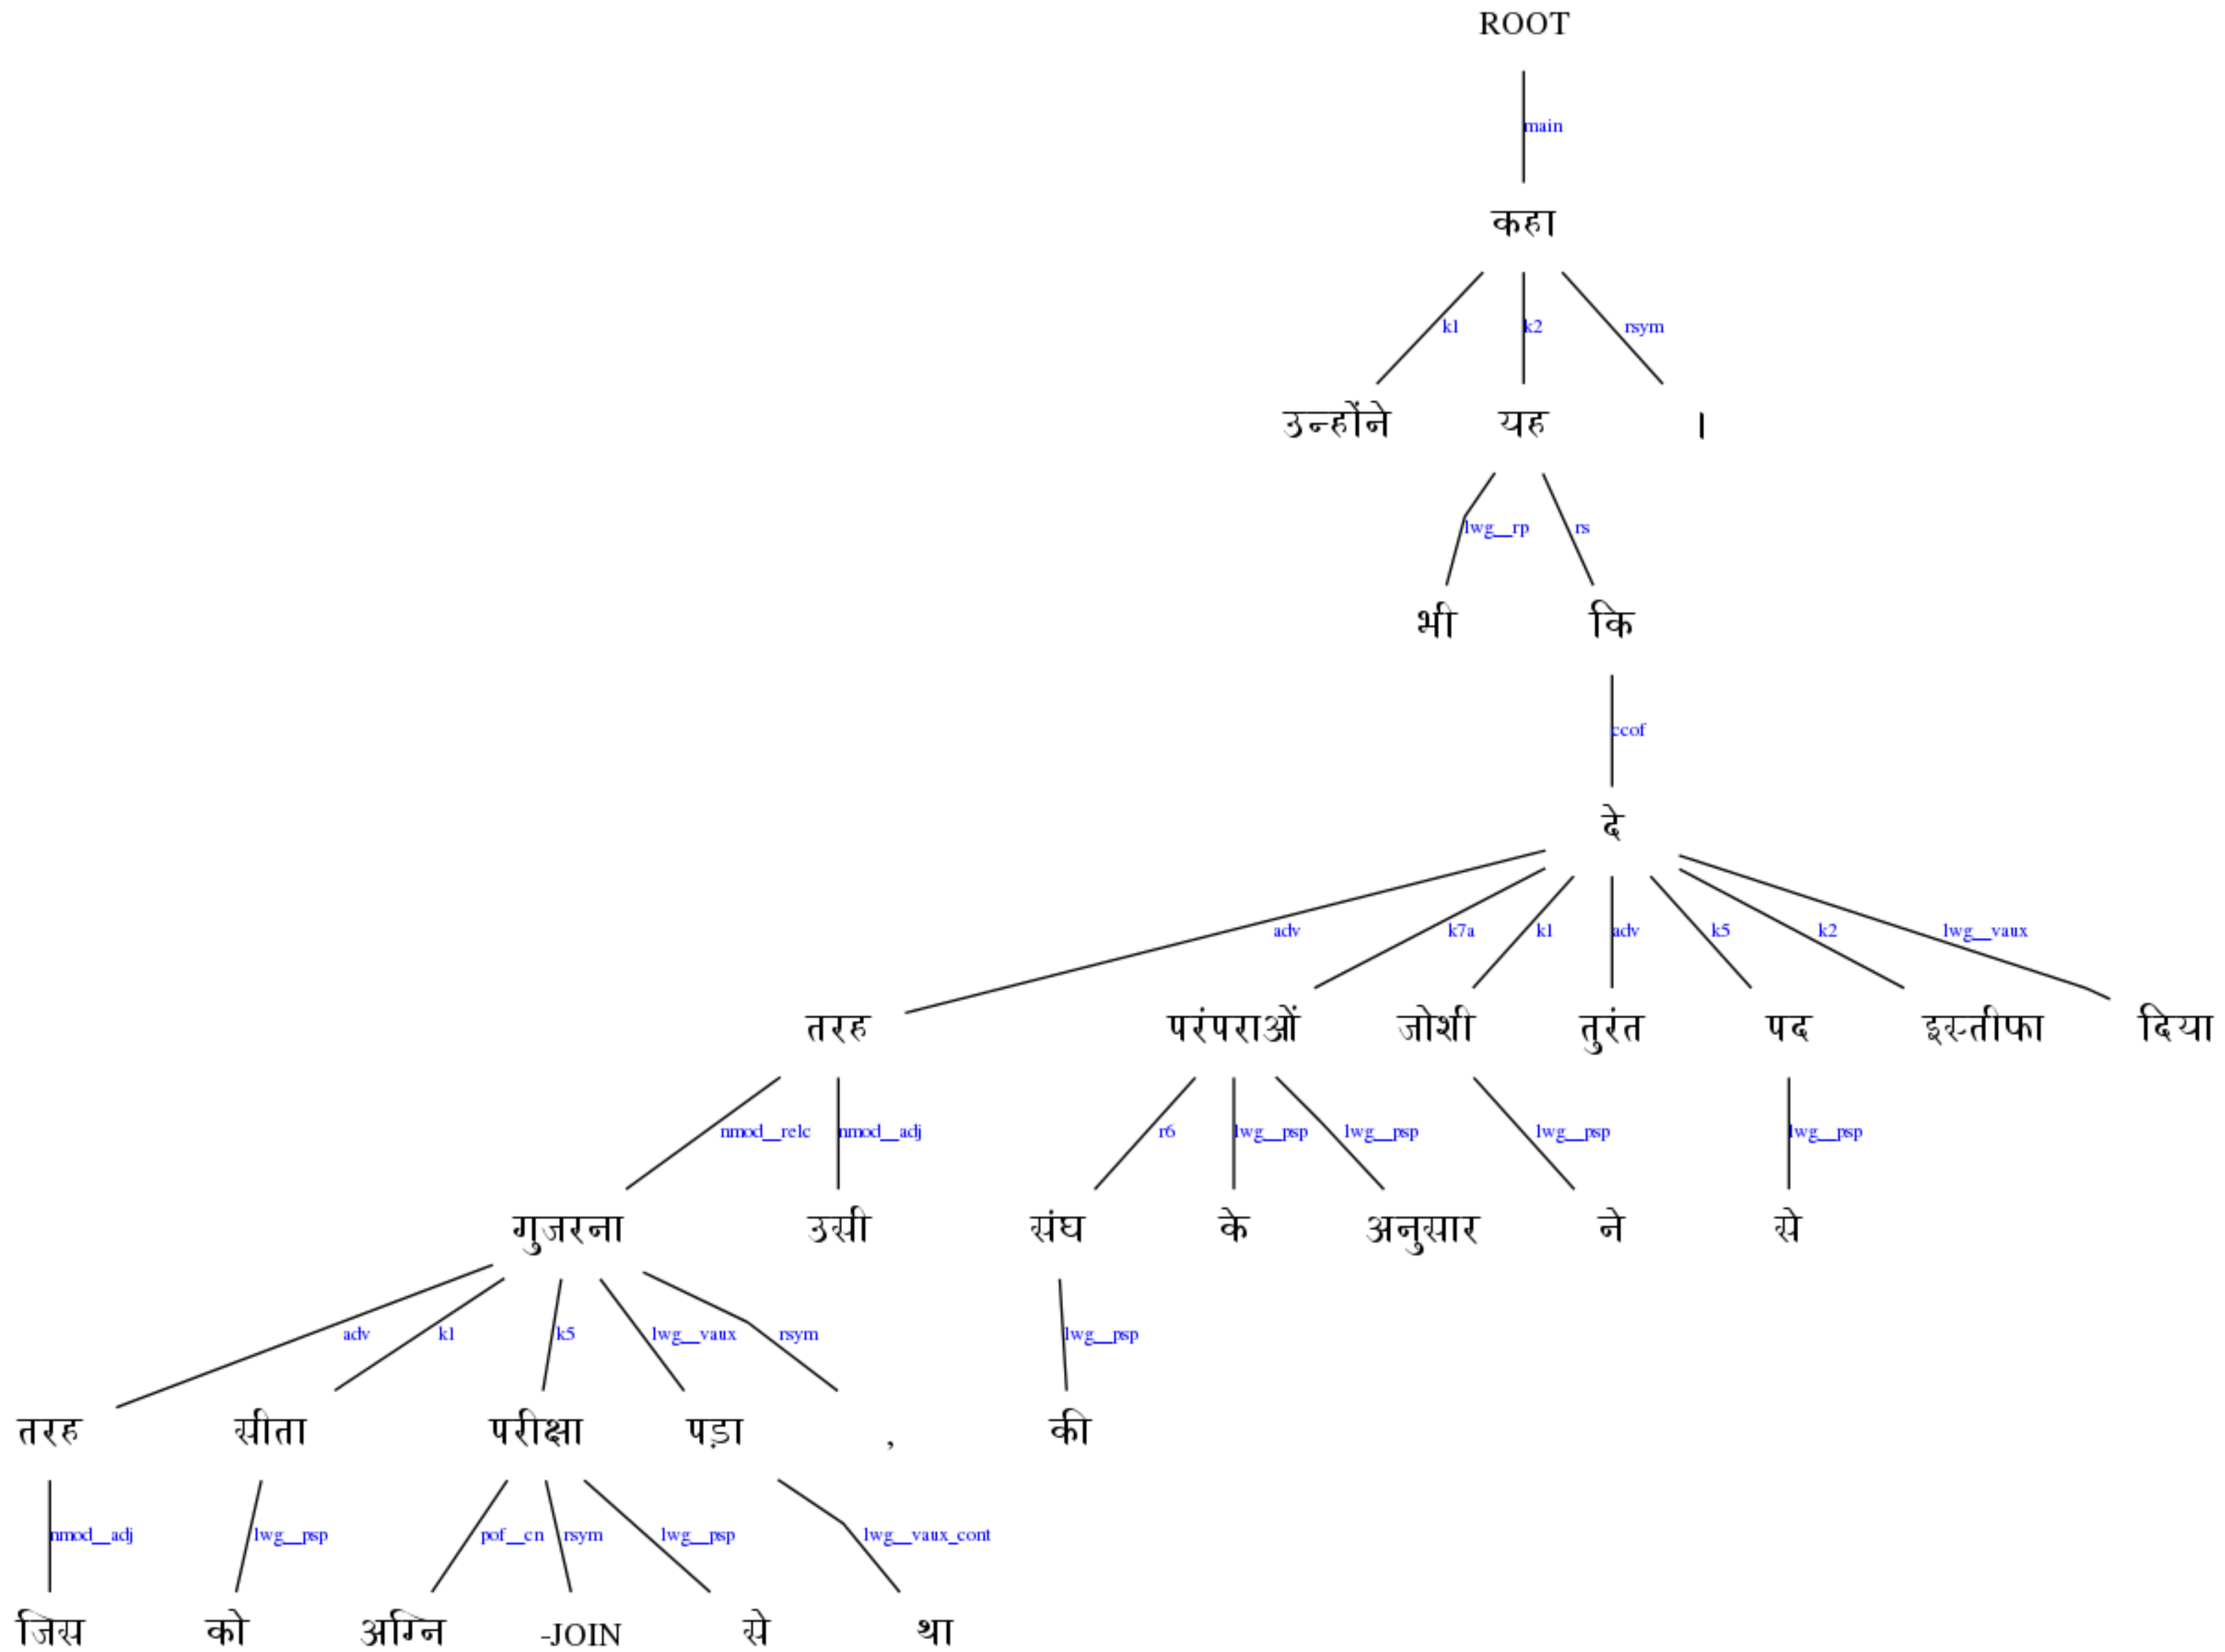 ROOT
main
कहा
k1 k2 rsym
उन्होंने यह ।
lwg__rp rs
भी कि
ccof
दे
adv k7a k1 adv k5 k2 lwg__vaux
तरह परंपराओं जोशी तुरंत पद इस्तीफा दिया
nmod__relc nmod__adj r6 lwg__psp lwg__psp lwg__psp lwg__psp
गुजरना उसी संघ के अनुसार ने से
adv k1 k5 lwg__vaux rsym lwg__psp
तरह सीता परीक्षा पड़ा , की
nmod__adj lwg__psp pof__cn rsym lwg__psp lwg__vaux_cont
जिस को अग्नि -JOIN से था